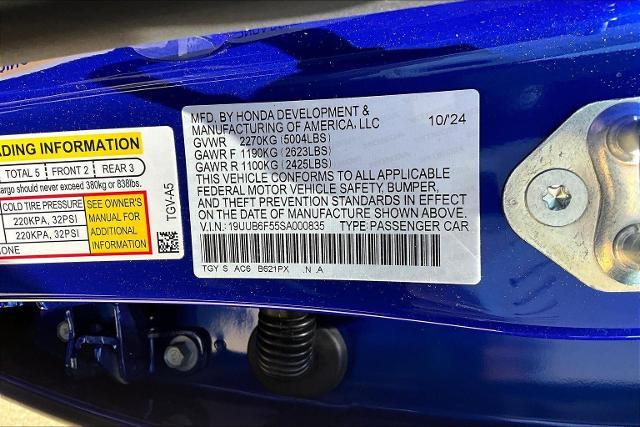 ADING INFORMATION
TOTAL 5 FRONT 2 REAR 3
cargo should never exceed 380kg or 838lbs.
COLD TIRE PRESSURE
220KPA, 32PSI
220KPA, 32PSI
ONE
SEE OWNER'S
MANUAL FOR
ADDITIONAL
INFORMATION
TGV-A5
MFD. BY HONDA DEVELOPMENT &
MANUFACTURING OF AMERICA, LLC 10/24
GVWR 2270KG (5004LBS)
GAWR F 1190KG (2623LBS)
GAWR R 1100KG (2425LBS)
THIS VEHICLE CONFORMS TO ALL APPLICABLE
FEDERAL MOTOR VEHICLE SAFETY, BUMPER,
AND THEFT PREVENTION STANDARDS IN EFFECT
ON THE DATE OF MANUFACTURE SHOWN ABOVE.
V.I.N.: 19UUB6F55SA000835 TYPE: PASSENGER CAR
TGY S AC6 B621PX .N A